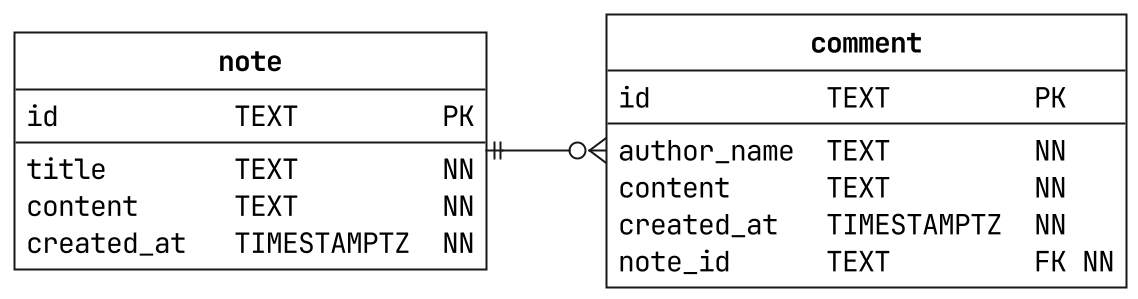 note
id TEXT PK
title TEXT NN
content TEXT NN
created_at TIMESTAMPTZ NN
comment
id TEXT PK
author_name TEXT NN
content TEXT NN
created_at TIMESTAMPTZ NN
note_id TEXT FK NN